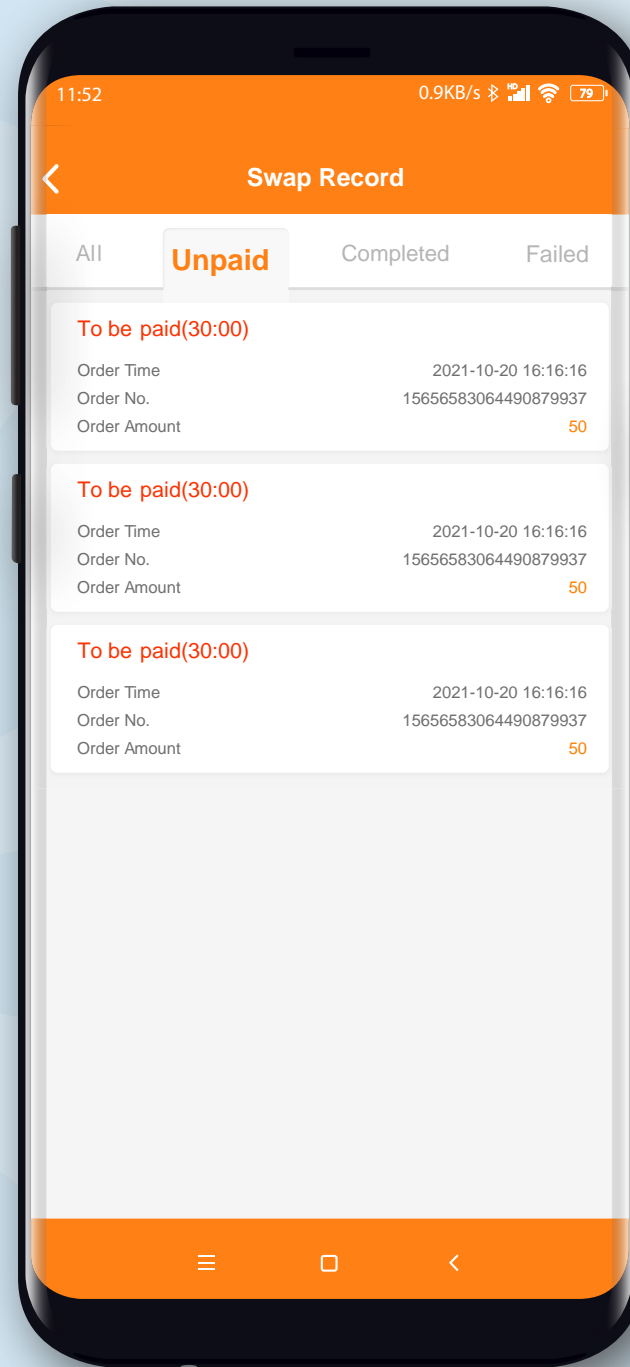 11:52 0.9KB/s HD 79
Swap Record
All Unpaid Completed Failed
To be paid(30:00)
Order Time 2021-10-20 16:16:16
Order No. 15656583064490879937
Order Amount 50
To be paid(30:00)
Order Time 2021-10-20 16:16:16
Order No. 15656583064490879937
Order Amount 50
To be paid(30:00)
Order Time 2021-10-20 16:16:16
Order No. 15656583064490879937
Order Amount 50